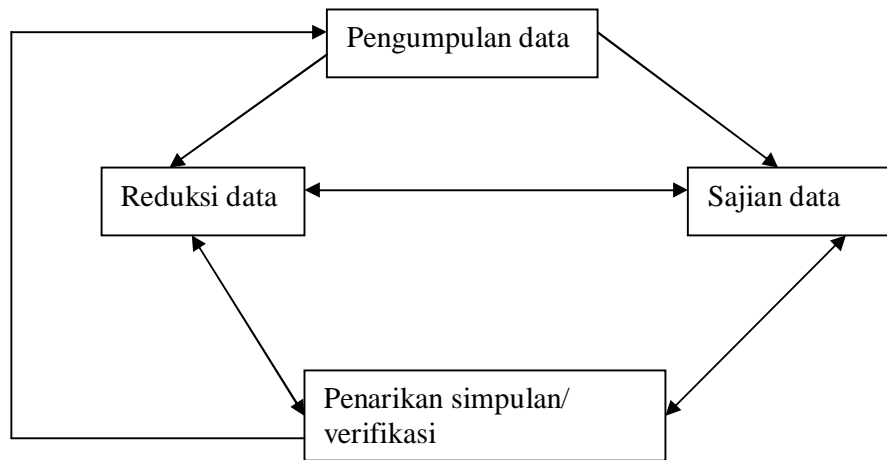 Pengumpulan data
Reduksi data
Sajian data
Penarikan simpulan/
verifikasi